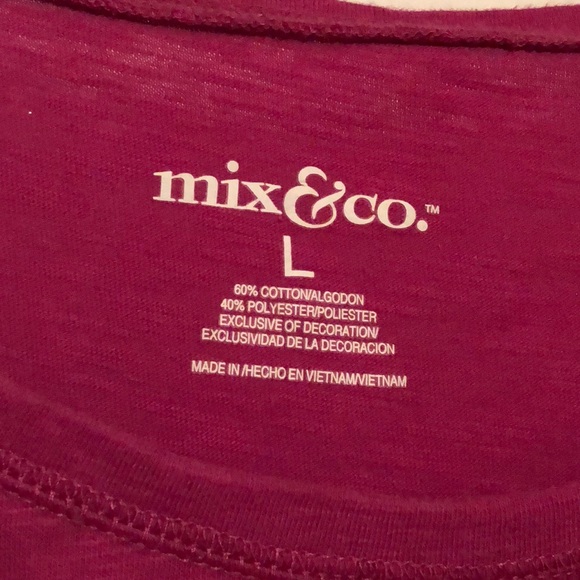 mix&co.™
L
60% COTTON/ALGODON
40% POLYESTER/POLIESTER
EXCLUSIVE OF DECORATION/
EXCLUSIVIDAD DE LA DECORACION
MADE IN /HECHO EN VIETNAM/VIETNAM